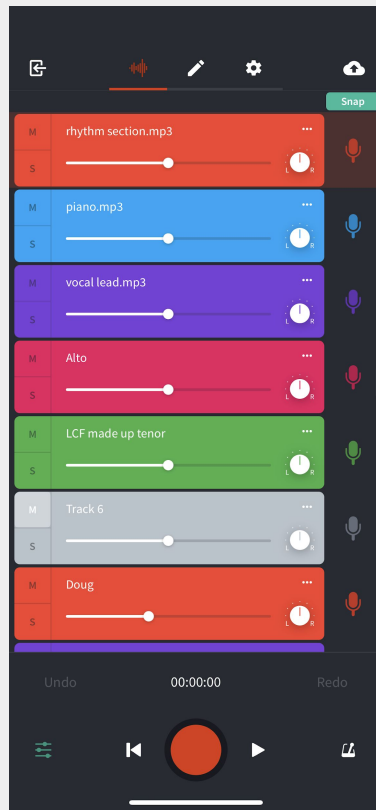 Snap
M
rhythm section.mp3
S
L R
M
piano.mp3
S
L R
M
vocal lead.mp3
S
L R
M
Alto
S
L R
M
LCF made up tenor
S
L R
M
Track 6
S
L R
M
Doug
S
L R
Undo 00:00:00 Redo